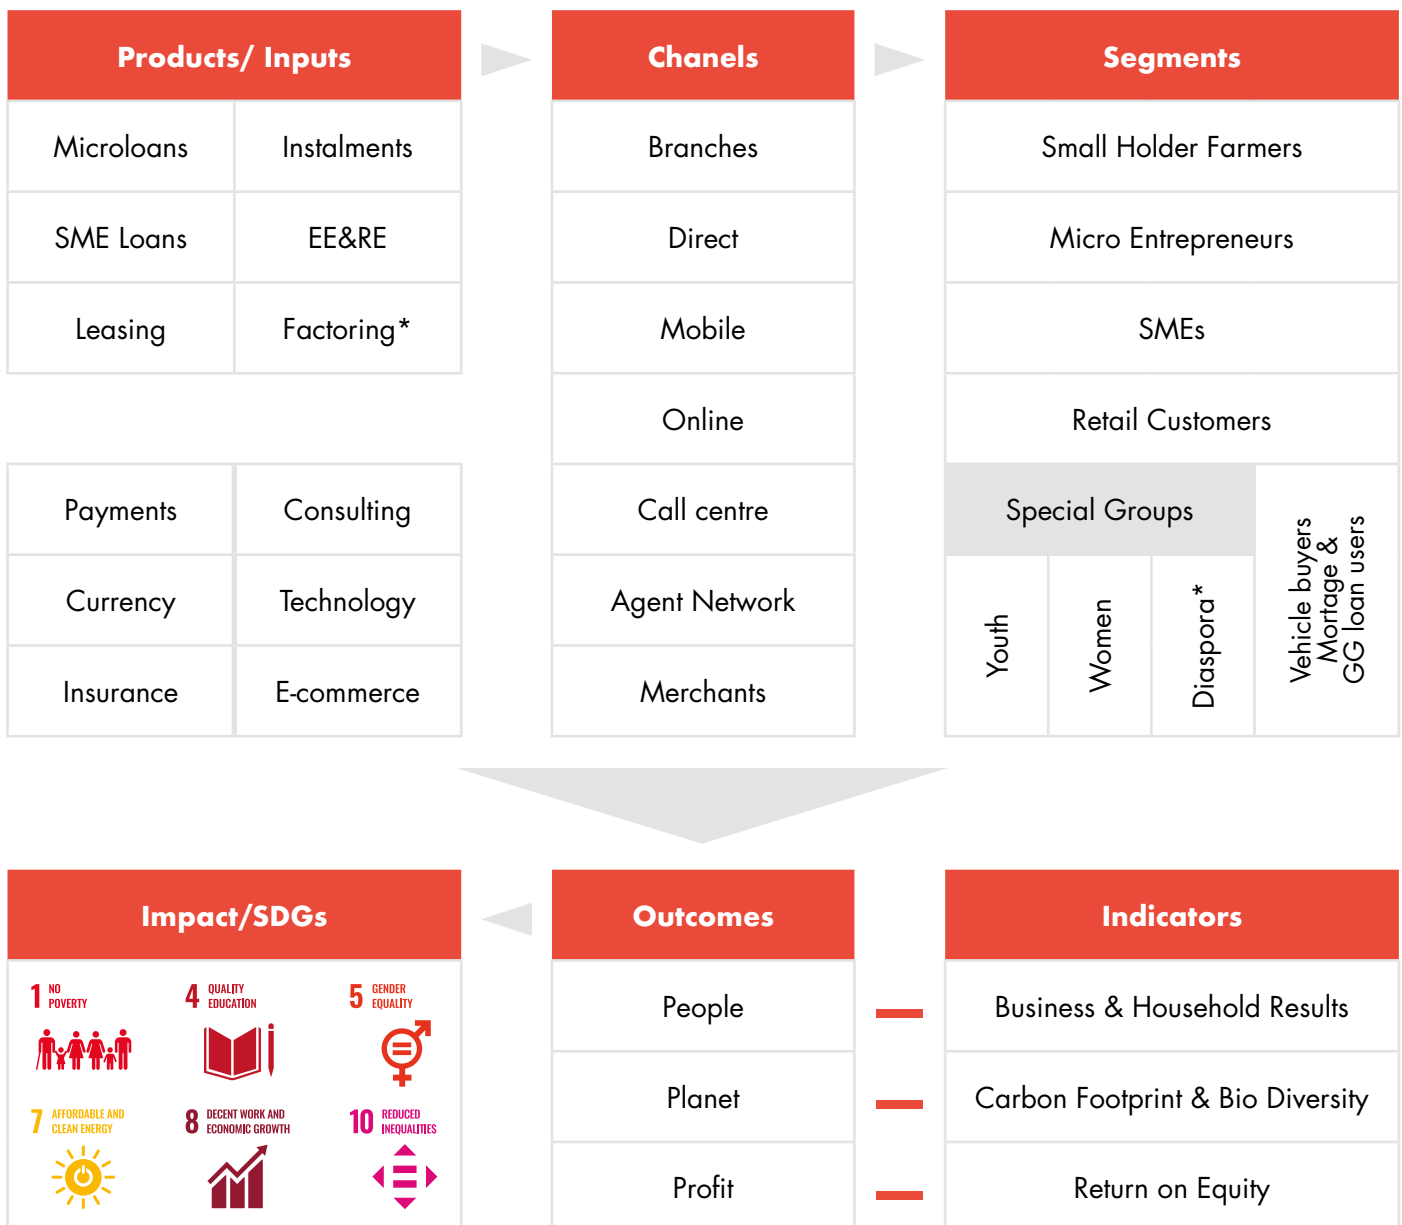 Products/ Inputs
Chanels
Segments
Microloans
Instalments
Branches
Small Holder Farmers
SME Loans
EE&RE
Direct
Micro Entrepreneurs
Leasing
Factoring*
Mobile
SMEs
Online
Retail Customers
Payments
Consulting
Call centre
Special Groups
Currency
Technology
Agent Network
Insurance
E-commerce
Merchants
Youth
Women
Diaspora*
Vehicle buyers
Mortage &
GG loan users
Impact/SDGs
Outcomes
Indicators
1 NO
POVERTY
4 QUALITY
EDUCATION
5 GENDER
EQUALITY
People
Business & Household Results
7 AFFORDABLE AND
CLEAN ENERGY
8 DECENT WORK AND
ECONOMIC GROWTH
10 REDUCED
INEQUALITIES
Planet
Carbon Footprint & Bio Diversity
Profit
Return on Equity